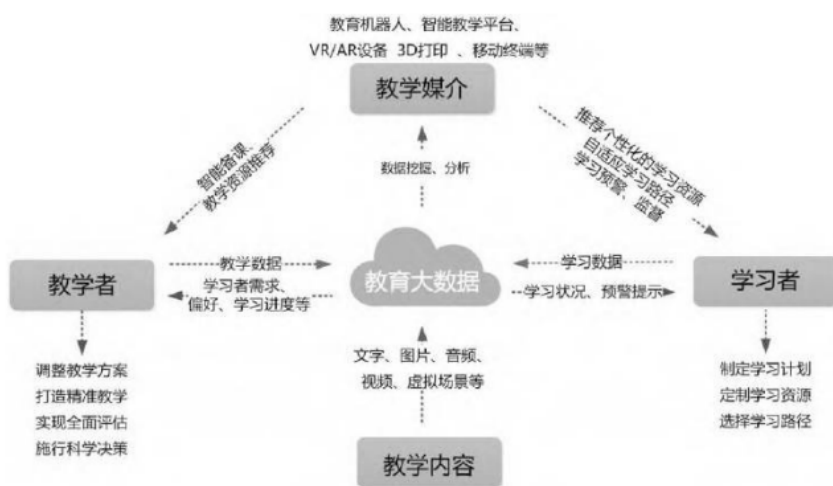 教育机器人、智能教学平台、
VR/AR设备 3D打印 、移动终端等
教学媒介
智能备课、
教学资源推荐
数据挖掘、分析
推荐个性化的学习资源
自适应学习路径
学习预警、监督
教学者
教学数据
学习者需求、
偏好、学习进度等
教育大数据
学习数据
学习状况、预警提示
学习者
调整教学方案
打造精准教学
实现全面评估
施行科学决策
文字、图片、音频、
视频、虚拟场景等
制定学习计划
定制学习资源
选择学习路径
教学内容